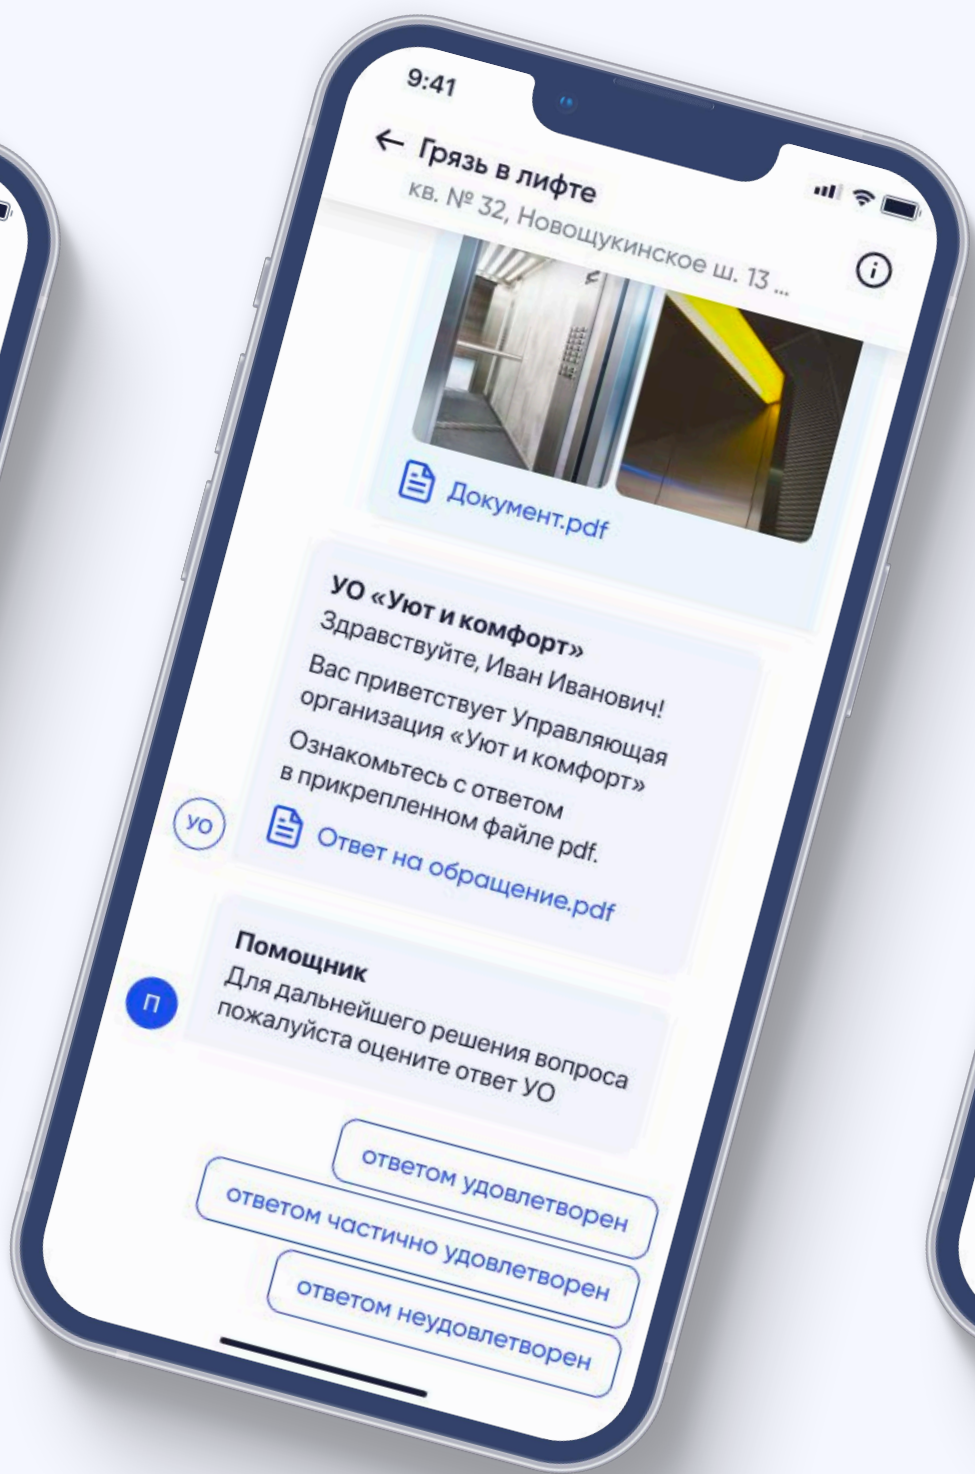 9:41
Грязь в лифте
кв. № 32, Новощукинское ш. 13 ...
Документ.pdf
УО «Уют и комфорт»
Здравствуйте, Иван Иванович!
Вас приветствует Управляющая
организация «Уют и комфорт»
Ознакомьтесь с ответом
в прикрепленном файле pdf.
УО
Ответ на обращение.pdf
Помощник
П
Для дальнейшего решения вопроса
пожалуйста оцените ответ УО
ответом удовлетворен
ответом частично удовлетворен
ответом неудовлетворен